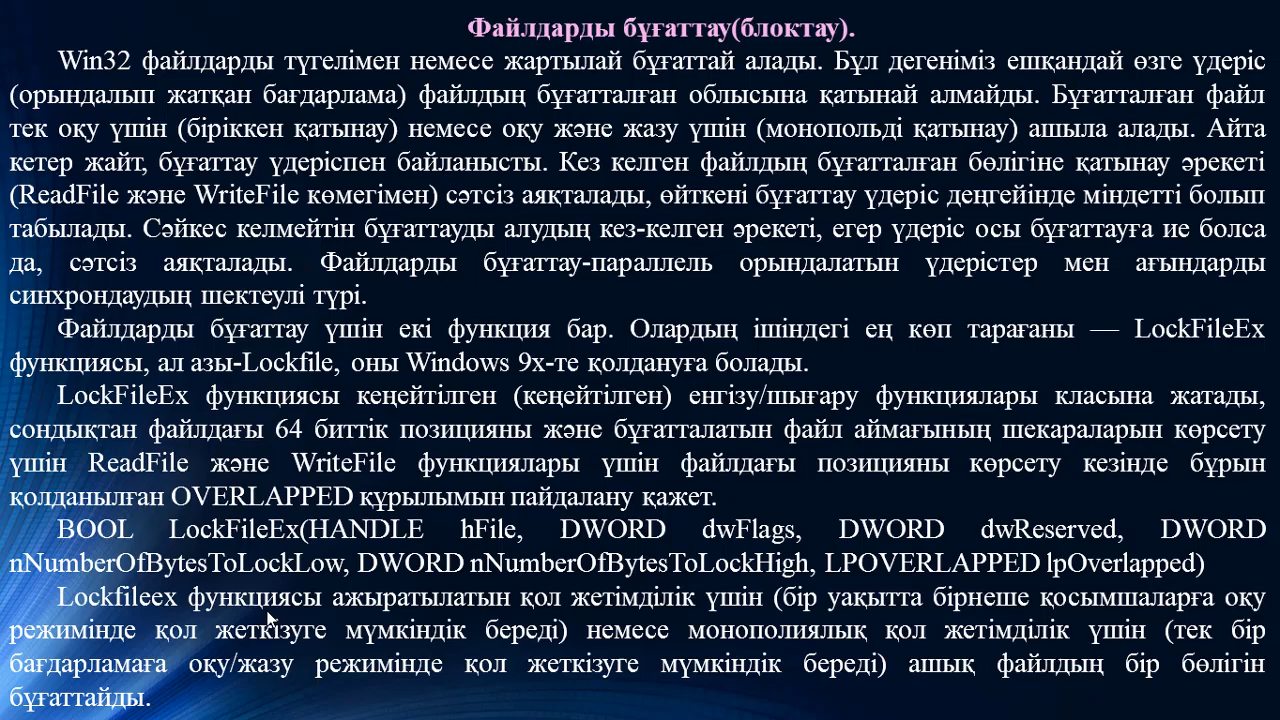 Файлдарды бұғаттау(блоктау).
Win32 файлдарды түгелімен немесе жартылай бұғаттай алады. Бұл дегеніміз ешқандай өзге үдеріс
(орындалып жатқан бағдарлама) файлдың бұғатталған облысына қатынай алмайды. Бұғатталған файл
тек оқу үшін (біріккен қатынау) немесе оқу және жазу үшін (монопольді қатынау) ашыла алады. Айта
кетер жайт, бұғаттау үдеріспен байланысты. Кез келген файлдың бұғатталған бөлігіне қатынау әрекеті
(ReadFile және WriteFile көмегімен) сәтсіз аяқталады, өйткені бұғаттау үдеріс деңгейінде міндетті болып
табылады. Сәйкес келмейтін бұғаттауды алудың кез-келген әрекеті, егер үдеріс осы бұғаттауға ие болса
да, сәтсіз аяқталады. Файлдарды бұғаттау-параллель орындалатын үдерістер мен ағындарды
синхрондаудың шектеулі түрі.
Файлдарды бұғаттау үшін екі функция бар. Олардың ішіндегі ең көп тарағаны — LockFileEx
функциясы, ал азы-Lockfile, оны Windows 9x-те қолдануға болады.
LockFileEx функциясы кеңейтілген (кеңейтілген) енгізу/шығару функциялары класына жатады,
сондықтан файлдағы 64 биттік позицияны және бұғатталатын файл аймағының шекараларын көрсету
үшін ReadFile және WriteFile функциялары үшін файлдағы позицияны көрсету кезінде бұрын
қолданылған OVERLAPPED құрылымын пайдалану қажет.
BOOL LockFileEx(HANDLE hFile, DWORD dwFlags, DWORD dwReserved, DWORD
nNumberOfBytesToLockLow, DWORD nNumberOfBytesToLockHigh, LPOVERLAPPED lpOverlapped)
Lockfileex функциясы ажыратылатын қол жетімділік үшін (бір уақытта бірнеше қосымшаларға оқу
режимінде қол жеткізуге мүмкіндік береді) немесе монополиялық қол жетімділік үшін (тек бір
бағдарламаға оқу/жазу режимінде қол жеткізуге мүмкіндік береді) ашық файлдың бір бөлігін
бұғаттайды.